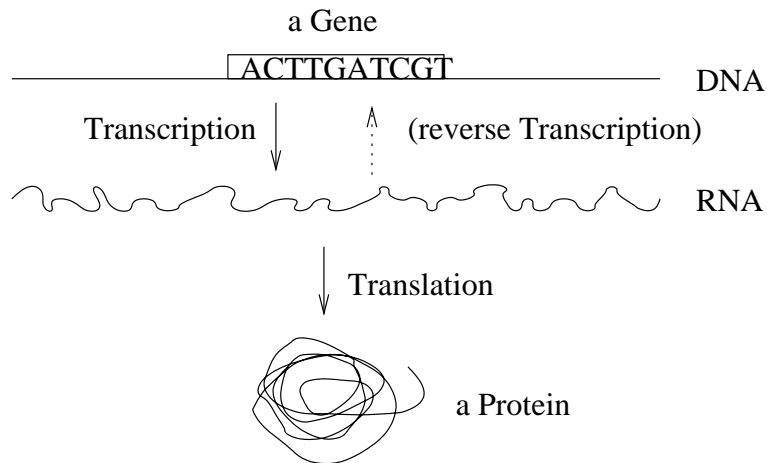 a Gene
ACTTGATCGT
DNA
Transcription
(reverse Transcription)
RNA
Translation
a Protein